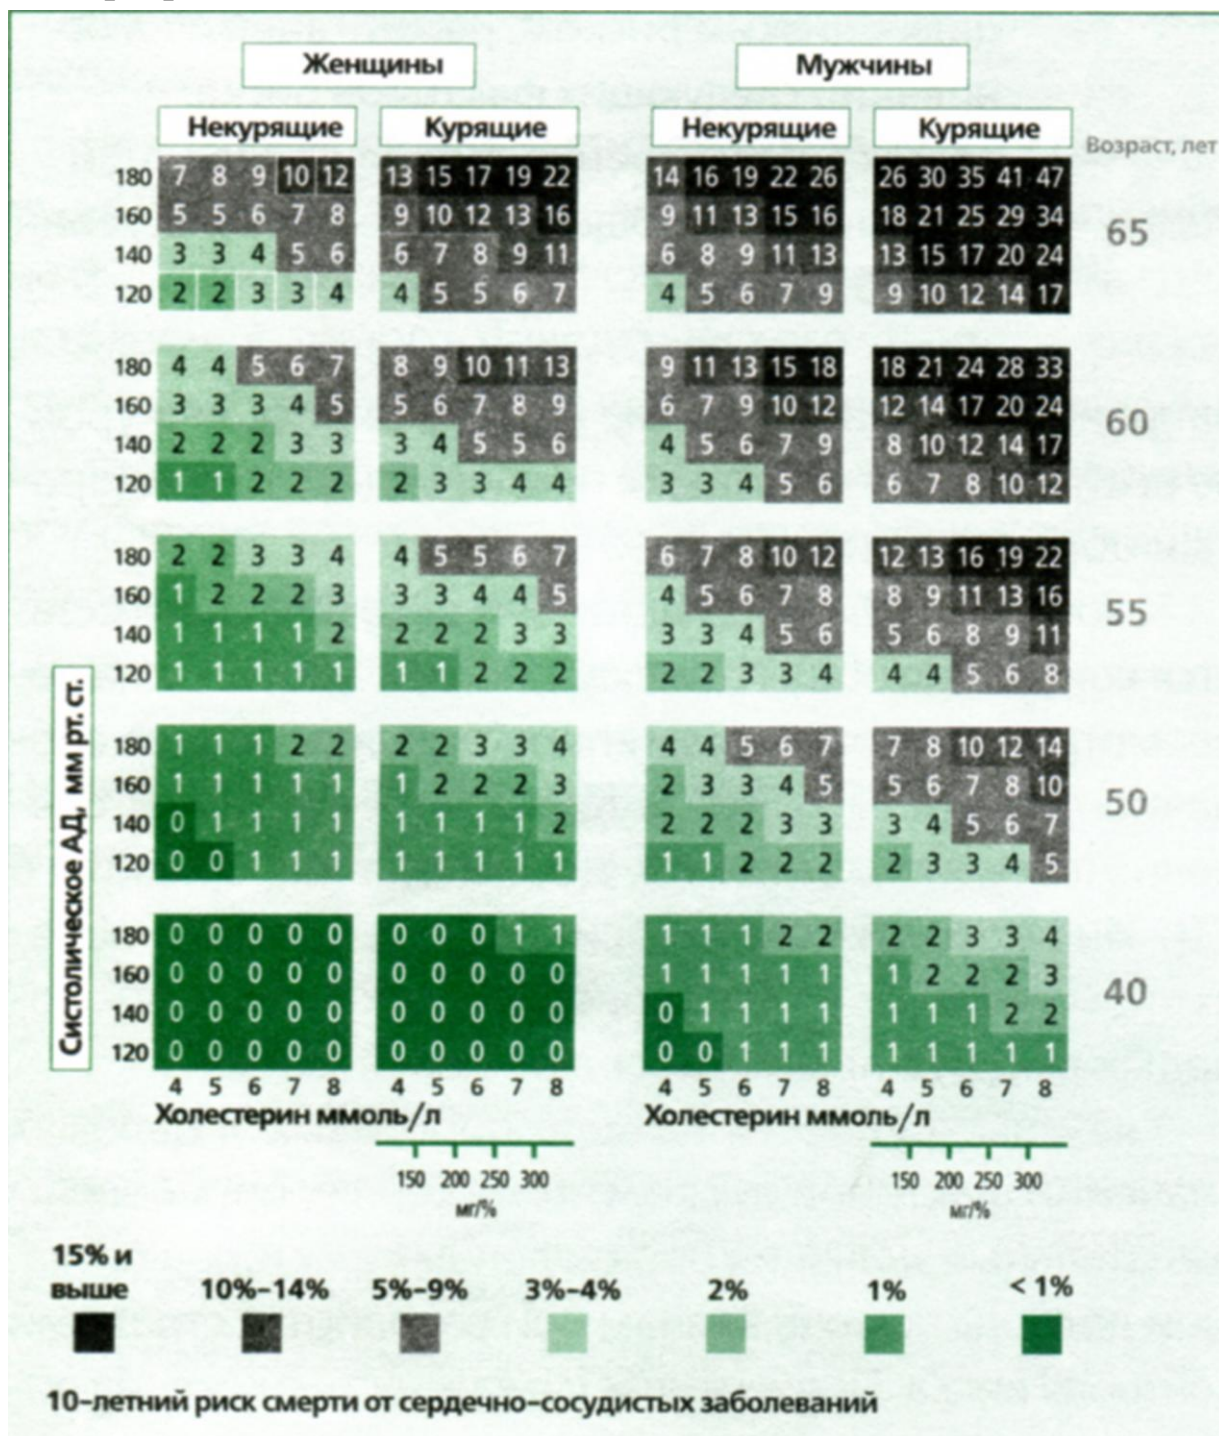 Женщины Мужчины
Некурящие Курящие Некурящие Курящие Возраст, лет
180 7 8 9 10 12 13 15 17 19 22 14 16 19 22 26 26 30 35 41 47
160 5 5 6 7 8 9 10 12 13 16 9 11 13 15 16 18 21 25 29 34
65
140 3 3 4 5 6 6 7 8 9 11 6 8 9 11 13 13 15 17 20 24
120 2 2 3 3 4 4 5 5 6 7 4 5 6 7 9 9 10 12 14 17
180 4 4 5 6 7 8 9 10 11 13 9 11 13 15 18 18 21 24 28 33
160 3 3 3 4 5 5 6 7 8 9 6 7 9 10 12 12 14 17 20 24
60
140 2 2 2 3 3 3 4 5 5 6 4 5 6 7 9 8 10 12 14 17
120 1 1 2 2 2 2 3 3 4 4 3 3 4 5 6 6 7 8 10 12
180 2 2 3 3 4 4 5 5 6 7 6 7 8 10 12 12 13 16 19 22
160 1 2 2 2 3 3 3 4 4 5 4 5 6 7 8 8 9 11 13 16
55
140 1 1 1 1 2 2 2 2 3 3 3 3 4 5 6 5 6 8 9 11
120 1 1 1 1 1 1 1 2 2 2 2 2 3 3 4 4 4 5 6 8
Систолическое АД, мм рт. ст.
180 1 1 1 2 2 2 2 3 3 4 4 4 5 6 7 7 8 10 12 14
160 1 1 1 1 1 1 2 2 2 3 2 3 3 4 5 5 6 7 8 10
50
140 0 1 1 1 1 1 1 1 1 2 2 2 2 3 3 3 4 5 6 7
120 0 0 1 1 1 1 1 1 1 1 1 1 2 2 2 2 3 3 4 5
180 0 0 0 0 0 0 0 0 1 1 1 1 1 2 2 2 2 3 3 4
160 0 0 0 0 0 0 0 0 0 0 1 1 1 1 1 1 2 2 2 3
40
140 0 0 0 0 0 0 0 0 0 0 0 1 1 1 1 1 1 1 2 2
120 0 0 0 0 0 0 0 0 0 0 0 0 1 1 1 1 1 1 1 1
4 5 6 7 8 4 5 6 7 8 4 5 6 7 8 4 5 6 7 8
Холестерин ммоль/л Холестерин ммоль/л
150 200 250 300 150 200 250 300
мг/% мг/%
15% и
выше 10%–14% 5%–9% 3%–4% 2% 1% < 1%
10–летний риск смерти от сердечно–сосудистых заболеваний